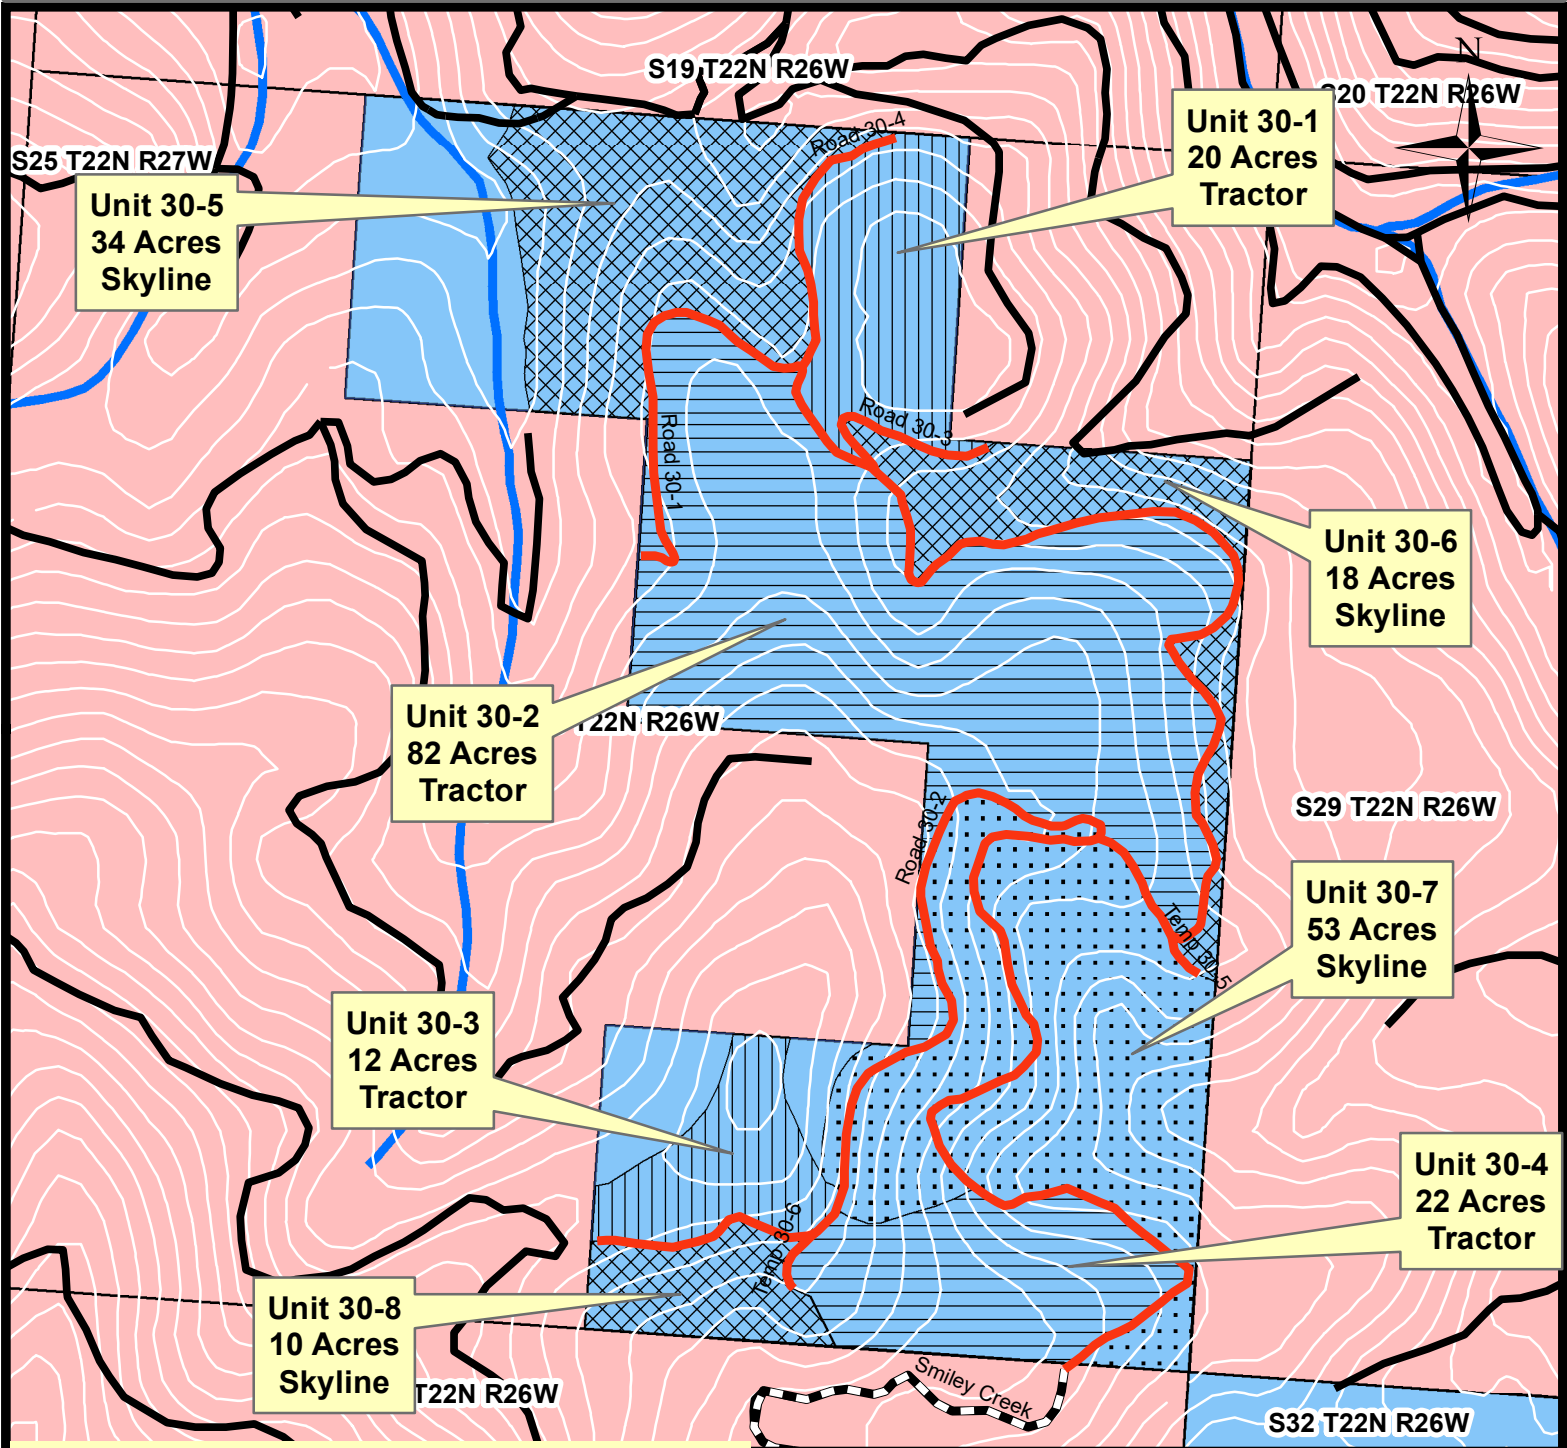 S19 T22N R26W
N
S20 T22N R26W
Unit 30-1
20 Acres
Tractor
Road 30-4
S25 T22N R27W
Unit 30-5
34 Acres
Skyline
Road 30-3
Road 30-1
Unit 30-6
18 Acres
Skyline
Unit 30-2
82 Acres
Tractor
T22N R26W
Road 30-2
S29 T22N R26W
Unit 30-7
53 Acres
Skyline
Temp 30-5
Unit 30-3
12 Acres
Tractor
Unit 30-4
22 Acres
Tractor
Temp 30-6
Unit 30-8
10 Acres
Skyline
T22N R26W
Smiley Creek
S32 T22N R26W